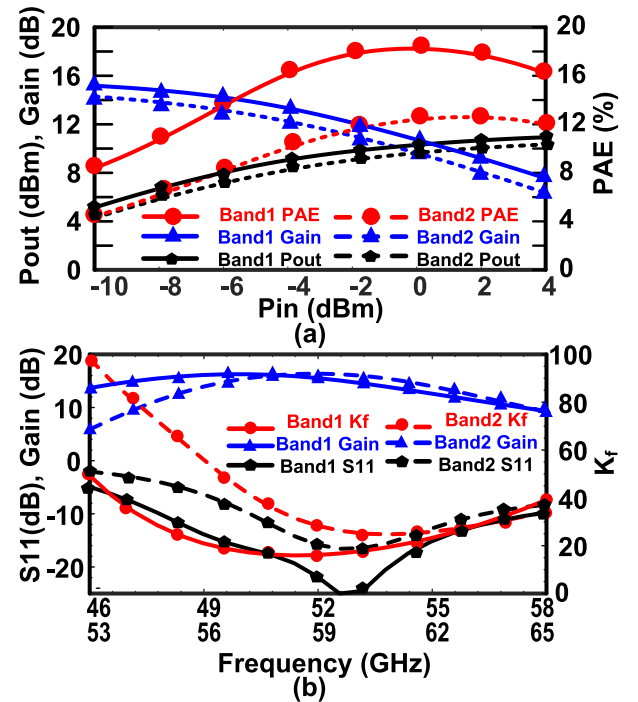 20 20
16 16
12 12
8 8
4 4
0 0
Pout (dBm), Gain (dB)
PAE (%)
Band1 PAE Band2 PAE
Band1 Gain Band2 Gain
Band1 Pout Band2 Pout
-10 -8 -6 -4 -2 0 2 4
Pin (dBm)
(a)
20 100
10 80
0 60
-10 40
-20 20
0
S11(dB), Gain (dB)
Kf
Band1 Kf Band2 Kf
Band1 Gain Band2 Gain
Band1 S11 Band2 S11
46 49 52 55 58
53 56 59 62 65
Frequency (GHz)
(b)